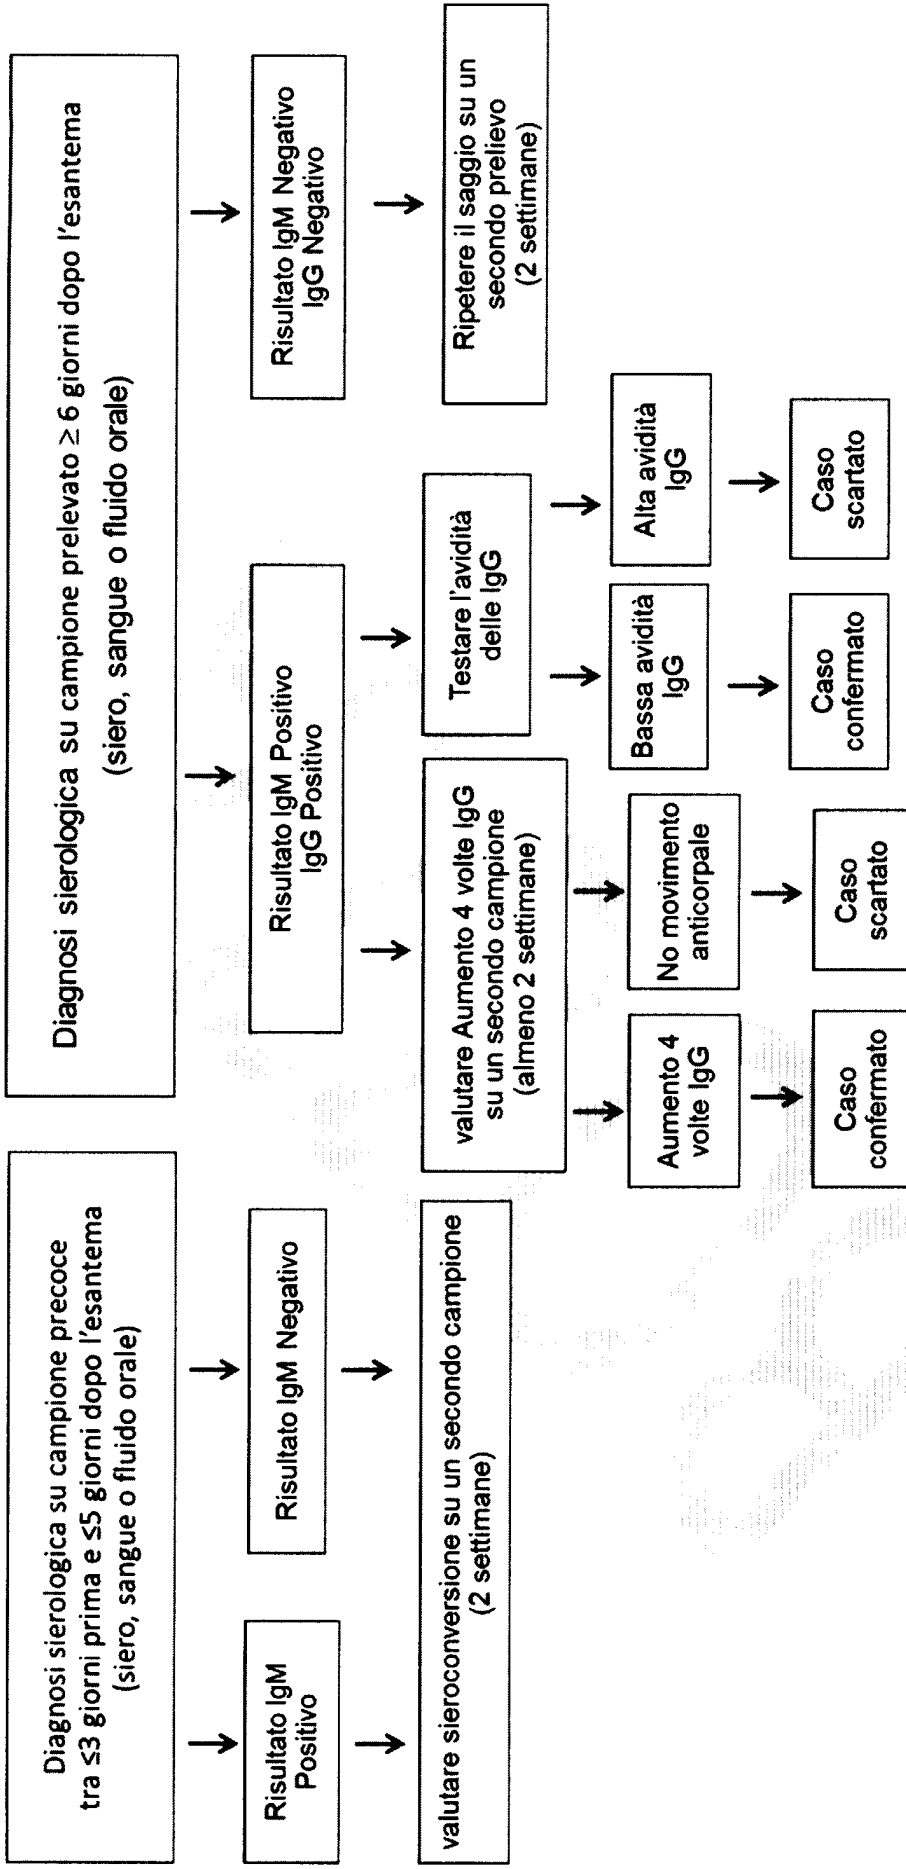 Diagnosi sierologica su campione precoce
tra ≤3 giorni prima e ≤5 giorni dopo l'esantema
(siero, sangue o fluido orale)
Risultato IgM
Positivo
Risultato IgM Negativo
valutare sieroconversione su un secondo campione
(2 settimane)
Diagnosi sierologica su campione prelevato ≥ 6 giorni dopo l'esantema
(siero, sangue o fluido orale)
Risultato IgM Positivo
IgG Positivo
Risultato IgM Negativo
IgG Negativo
valutare Aumento 4 volte IgG
su un secondo campione
(almeno 2 settimane)
Testare l'avidità
delle IgG
Ripetere il saggio su un
secondo prelievo
(2 settimane)
Aumento 4
volte IgG
No movimento
anticorpale
Bassa avidità
IgG
Alta avidità
IgG
Caso
confermato
Caso
scartato
Caso
confermato
Caso
scartato